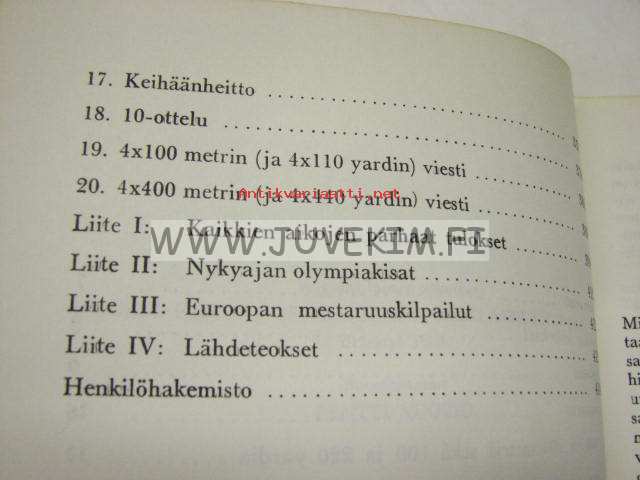 17. Keihäänheitto
18. 10-ottelu
19. 4x100 metrin (ja 4x110 yardin) viesti
20. 4x400 metrin (ja 4x440 yardin) viesti
Antikvariaatti.net
Liite I: Kaikkien aikojen parhaat tulokset
WWW.JUVEKIM.FI
Liite II: Nykyajan olympiakisat
Liite III: Euroopan mestaruuskilpailut
Liite IV: Lähdeteokset
Henkilöhakemisto